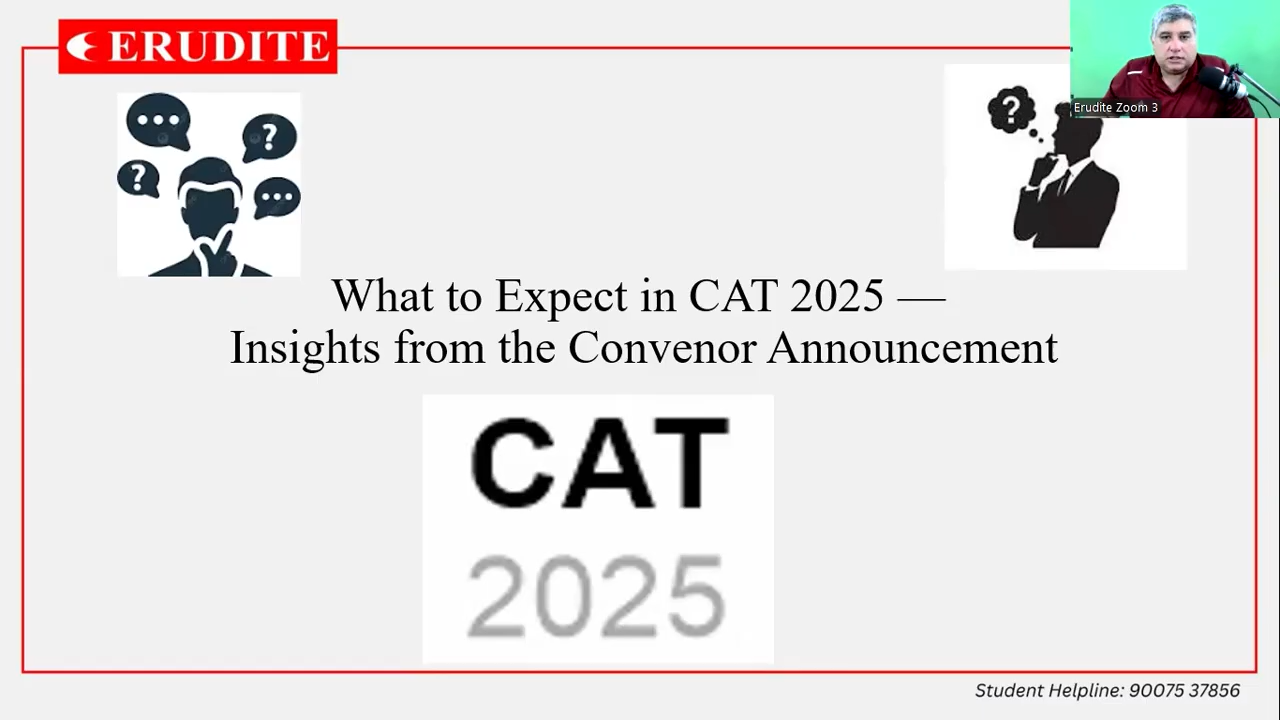 ERUDITE
Erudite Zoom 3
What to Expect in CAT 2025 —
Insights from the Convenor Announcement
CAT
2025
Student Helpline: 90075 37856